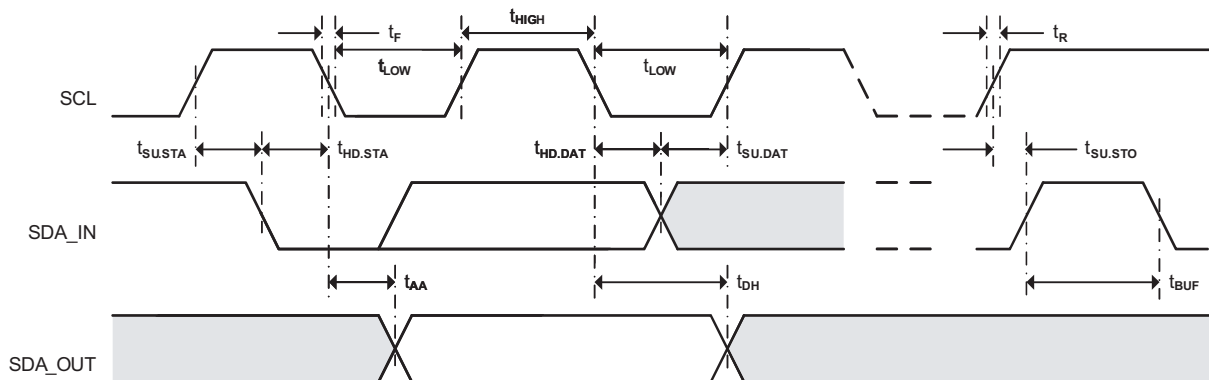 tHIGH
tF
tR
tLOW
tLOW
SCL
tSU.STA
tHD.STA
tHD.DAT
tSU.DAT
tSU.STO
SDA_IN
tAA
tDH
tBUF
SDA_OUT